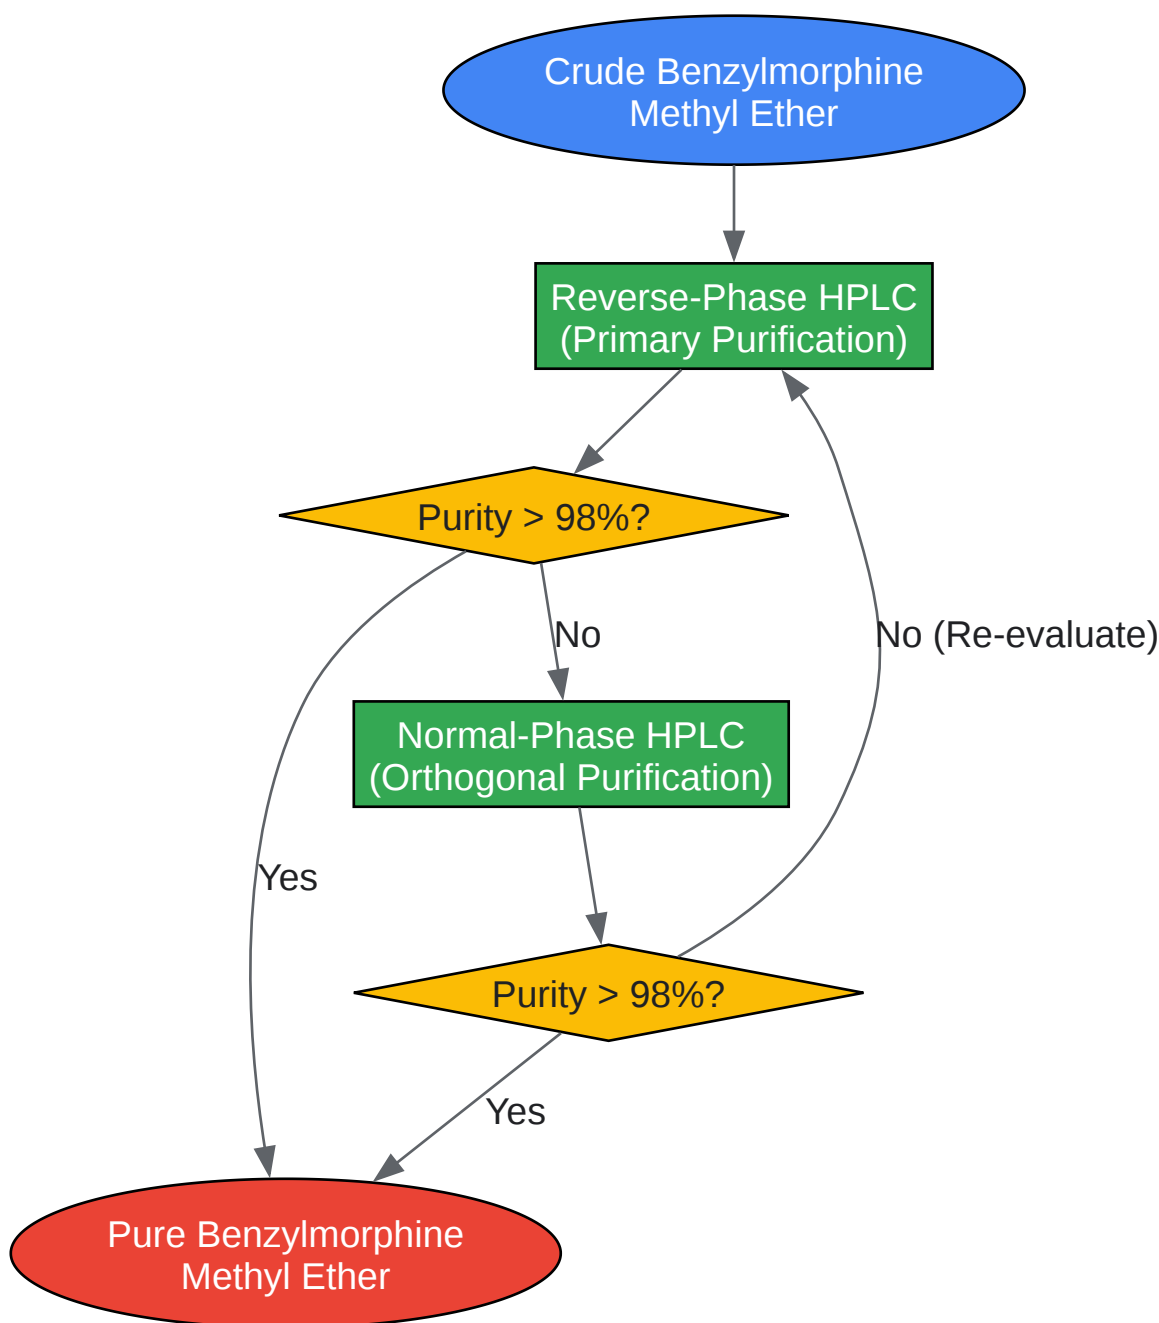 Crude Benzylmorphine
Methyl Ether
Reverse-Phase HPLC
(Primary Purification)
Purity > 98%?
No
No (Re-evaluate)
Normal-Phase HPLC
(Orthogonal Purification)
Yes
Purity > 98%?
Yes
Pure Benzylmorphine
Methyl Ether